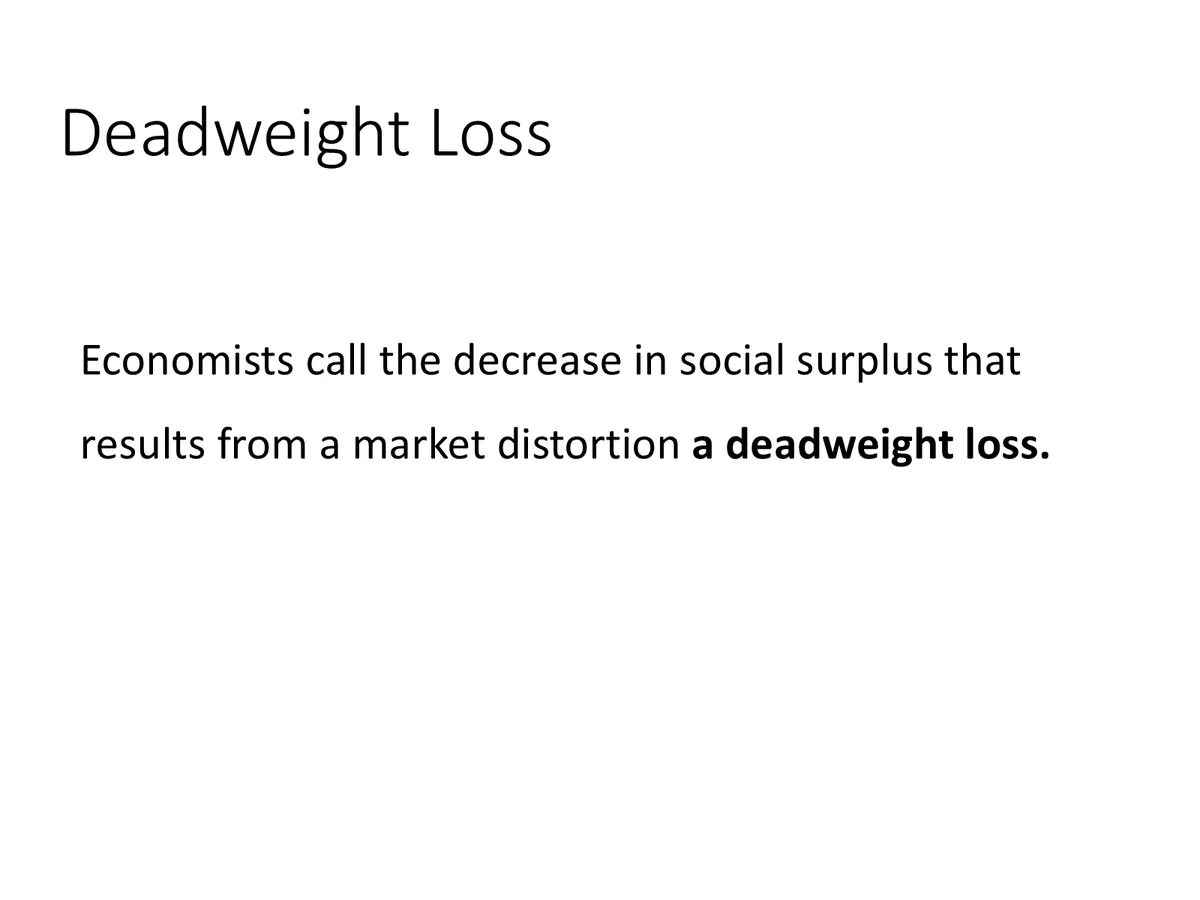 Deadweight Loss
Economists call the decrease in social surplus that
results from a market distortion a deadweight loss.